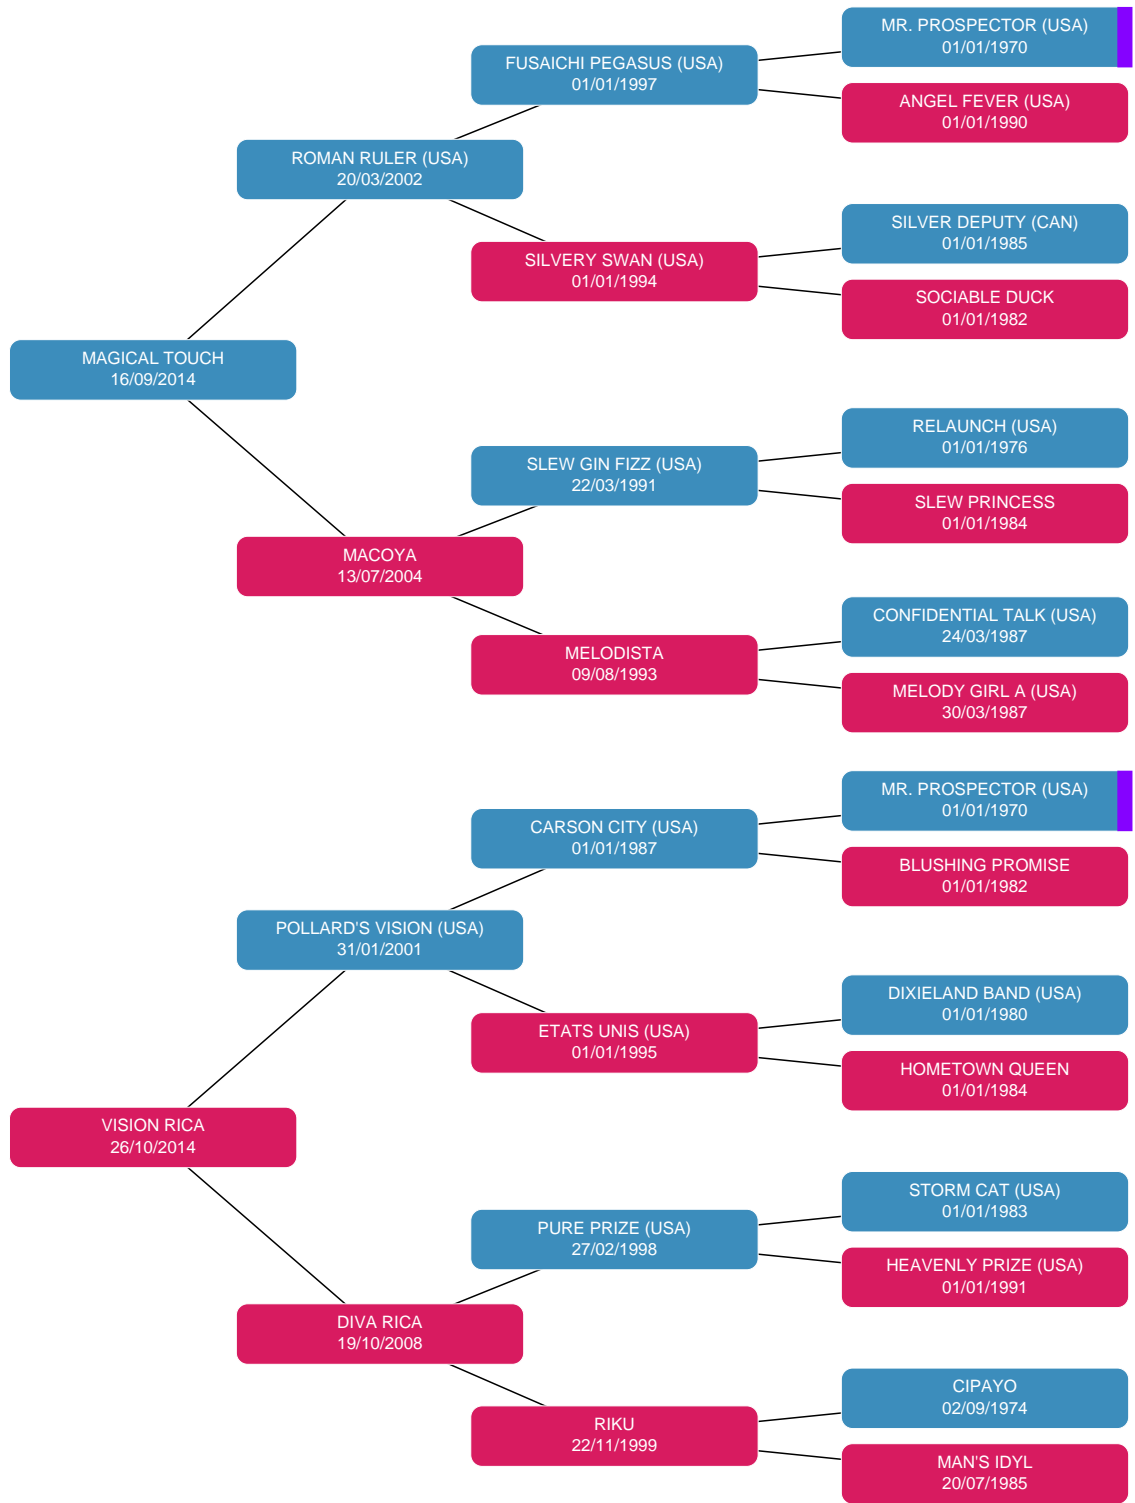 MR. PROSPECTOR (USA)
01/01/1970
FUSAICHI PEGASUS (USA)
01/01/1997
ANGEL FEVER (USA)
01/01/1990
ROMAN RULER (USA)
20/03/2002
SILVER DEPUTY (CAN)
01/01/1985
SILVERY SWAN (USA)
01/01/1994
SOCIABLE DUCK
01/01/1982
MAGICAL TOUCH
16/09/2014
RELAUNCH (USA)
01/01/1976
SLEW GIN FIZZ (USA)
22/03/1991
SLEW PRINCESS
01/01/1984
MACOYA
13/07/2004
CONFIDENTIAL TALK (USA)
24/03/1987
MELODISTA
09/08/1993
MELODY GIRL A (USA)
30/03/1987
MR. PROSPECTOR (USA)
01/01/1970
CARSON CITY (USA)
01/01/1987
BLUSHING PROMISE
01/01/1982
POLLARD'S VISION (USA)
31/01/2001
DIXIELAND BAND (USA)
01/01/1980
ETATS UNIS (USA)
01/01/1995
HOMETOWN QUEEN
01/01/1984
VISION RICA
26/10/2014
STORM CAT (USA)
01/01/1983
PURE PRIZE (USA)
27/02/1998
HEAVENLY PRIZE (USA)
01/01/1991
DIVA RICA
19/10/2008
CIPAYO
02/09/1974
RIKU
22/11/1999
MAN'S IDYL
20/07/1985